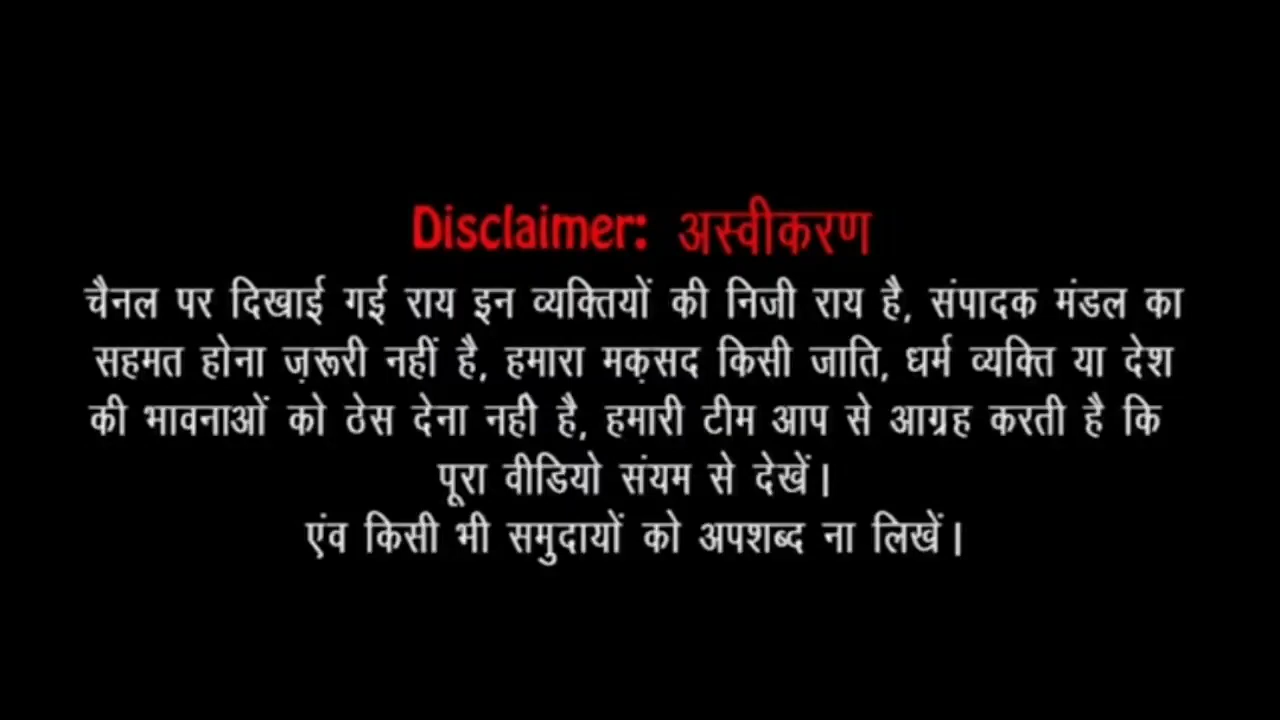 Disclaimer: अस्वीकरण
चैनल पर दिखाई गई राय इन व्यक्तियों की निजी राय है, संपादक मंडल का
सहमत होना ज़रूरी नहीं है, हमारा मक़सद किसी जाति, धर्म व्यक्ति या देश
की भावनाओं को ठेस देना नही है, हमारी टीम आप से आग्रह करती है कि
पूरा वीडियो संयम से देखें।
एंव किसी भी समुदायों को अपशब्द ना लिखें।